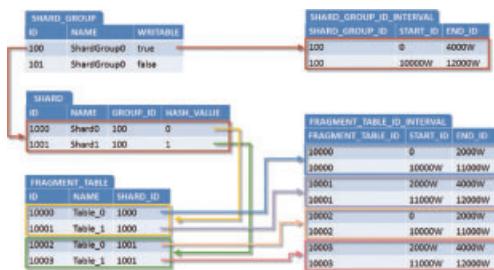 SHARD_GROUP
ID NAME WRITABLE
100 ShardGroup0 true
101 ShardGroup0 false
SHARD_GROUP_ID_INTERVAL
SHARD_GROUP_ID START_ID END_ID
100 0 4000W
100 10000W 12000W
SHARD
ID NAME GROUP_ID HASH_VALUE
1000 Shard0 100 0
1001 Shard1 100 1
FRAGMENT_TABLE
ID NAME SHARD_ID
10000 Table_0 1000
10001 Table_1 1000
10002 Table_0 1001
10003 Table_1 1001
FRAGMENT_TABLE_ID_INTERVAL
FRAGMENT_TABLE_ID START_ID END_ID
10000 0 2000W
10000 10000W 11000W
10001 2000W 4000W
10001 11000W 12000W
10002 0 2000W
10002 10000W 11000W
10003 2000W 4000W
10003 11000W 12000W